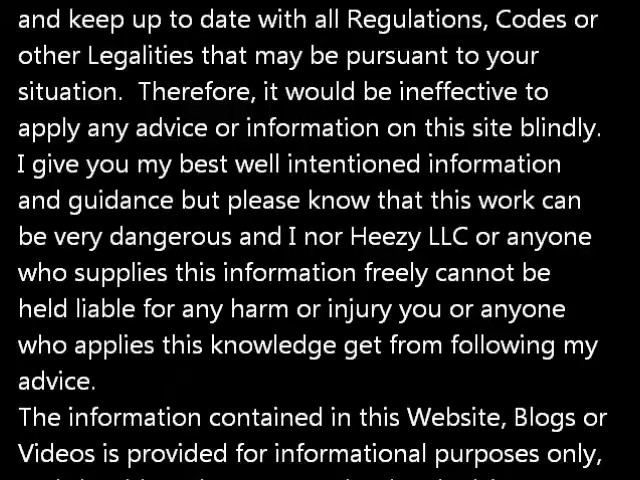 and keep up to date with all Regulations, Codes or
other Legalities that may be pursuant to your
situation.  Therefore, it would be ineffective to
apply any advice or information on this site blindly.
I give you my best well intentioned information
and guidance but please know that this work can
be very dangerous and I nor Heezy LLC or anyone
who supplies this information freely cannot be
held liable for any harm or injury you or anyone
who applies this knowledge get from following my
advice.
The information contained in this Website, Blogs or
Videos is provided for informational purposes only,